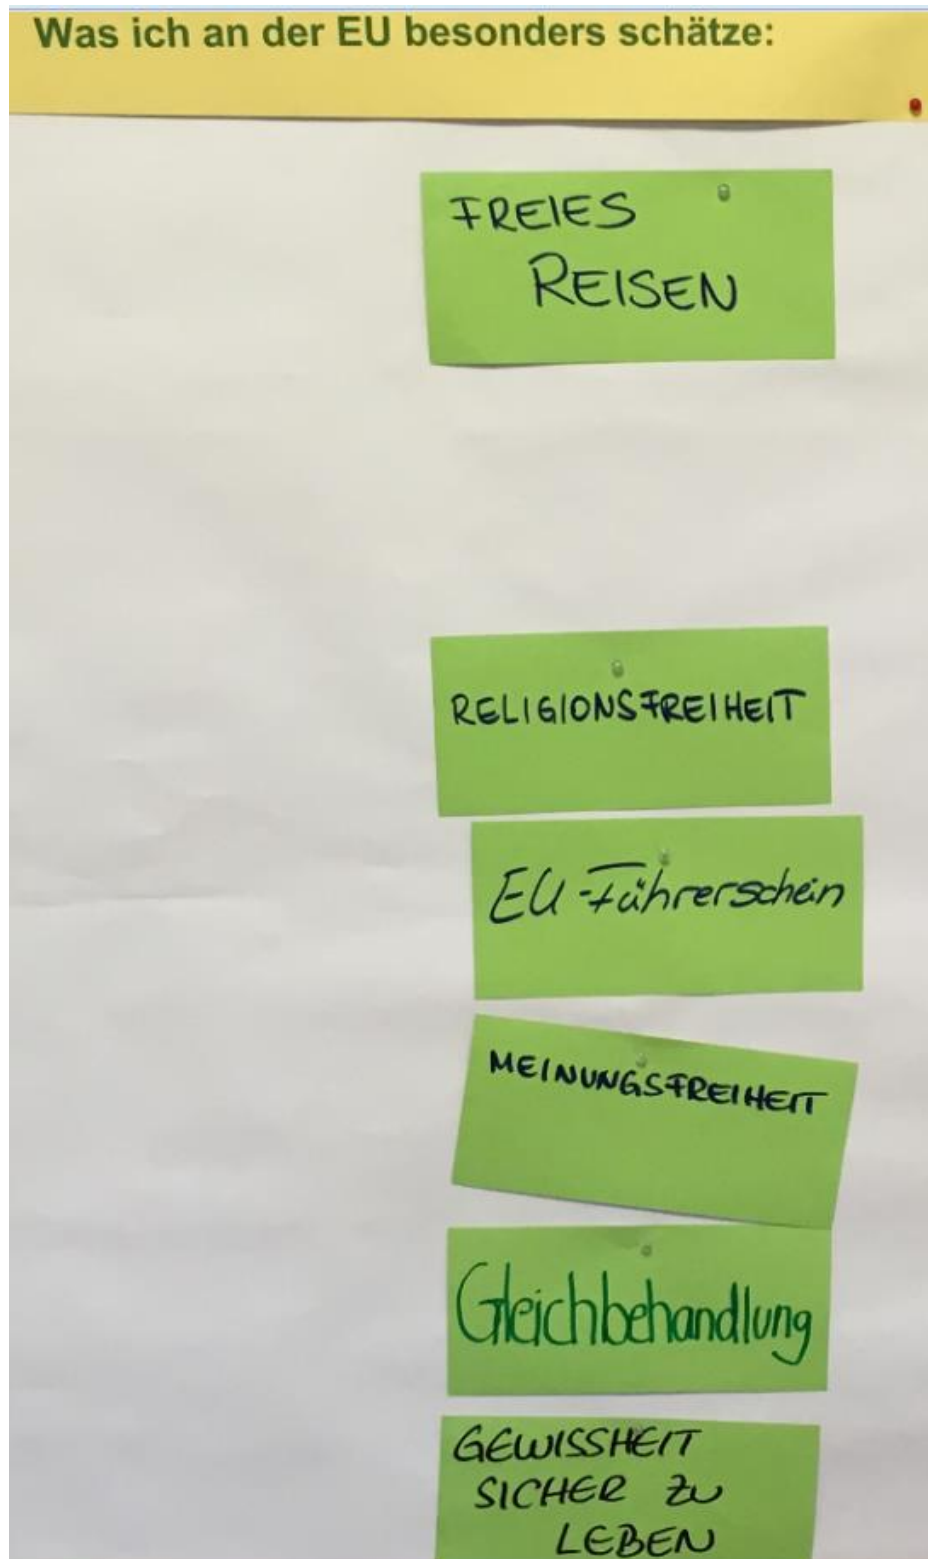 Was ich an der EU besonders schätze:
FREIES
REISEN
RELIGIONSFREIHEIT
EU-Führerschein
MEINUNGSFREIHEIT
Gleichbehandlung
GEWISSHEIT
SICHER ZU
LEBEN